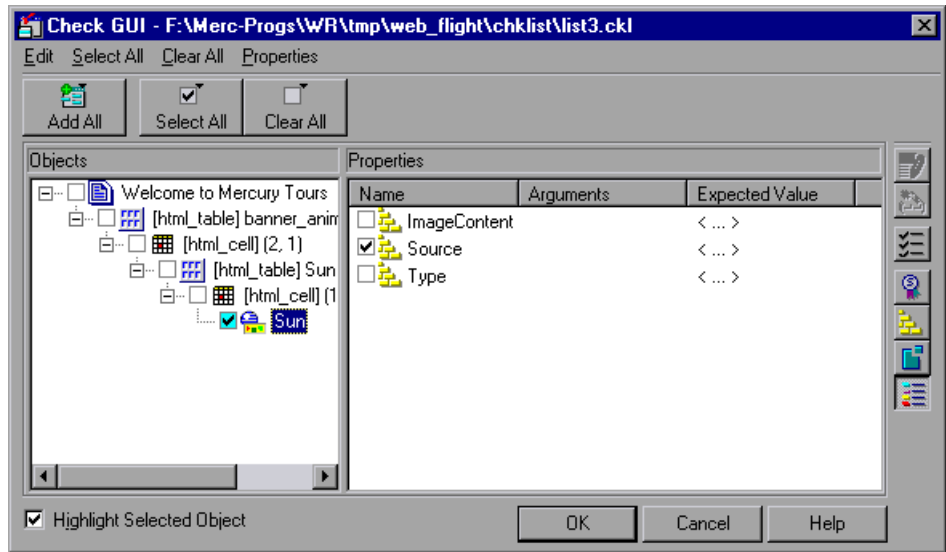 Check GUI - F:\Merc-Progs\WR\tmp\web_flight\chklist\list3.ckl
Edit Select All Clear All Properties
Add All Select All Clear All
Objects
Welcome to Mercury Tours
[html_table] banner_anim
[html_cell] (2, 1)
[html_table] Sun
[html_cell] (1
Sun
Properties
Name Arguments Expected Value
ImageContent < ... >
Source < ... >
Type < ... >
Highlight Selected Object
OK Cancel Help